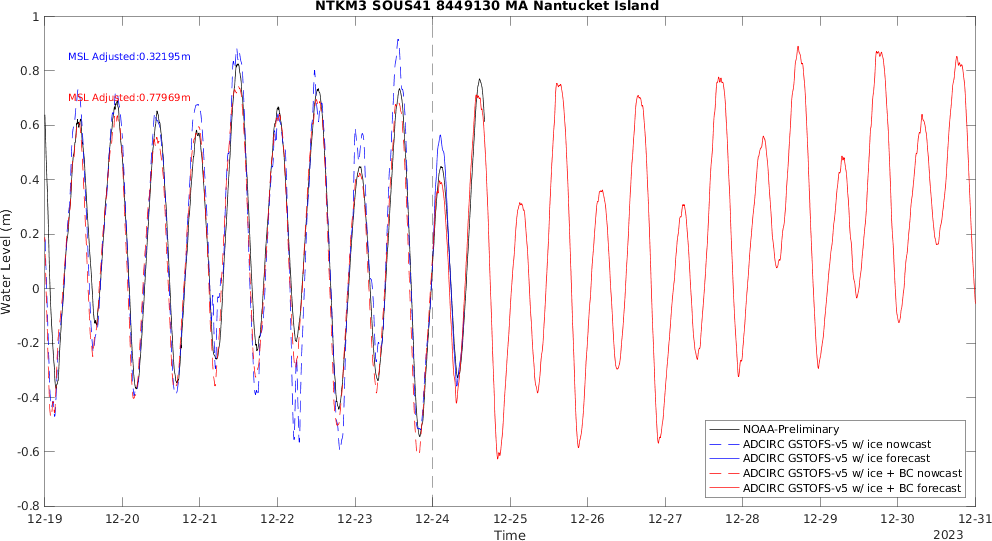 NTKM3 SOUS41 8449130 MA Nantucket Island
MSL Adjusted:0.32195m
MSL Adjusted:0.77969m
Water Level (m)
1
0.8
0.6
0.4
0.2
0
-0.2
-0.4
-0.6
-0.8
NOAA-Preliminary
ADCIRC GSTOFS-v5 w/ ice nowcast
ADCIRC GSTOFS-v5 w/ ice forecast
ADCIRC GSTOFS-v5 w/ ice + BC nowcast
ADCIRC GSTOFS-v5 w/ ice + BC forecast
12-19 12-20 12-21 12-22 12-23 12-24 12-25 12-26 12-27 12-28 12-29 12-30 12-31
Time
2023